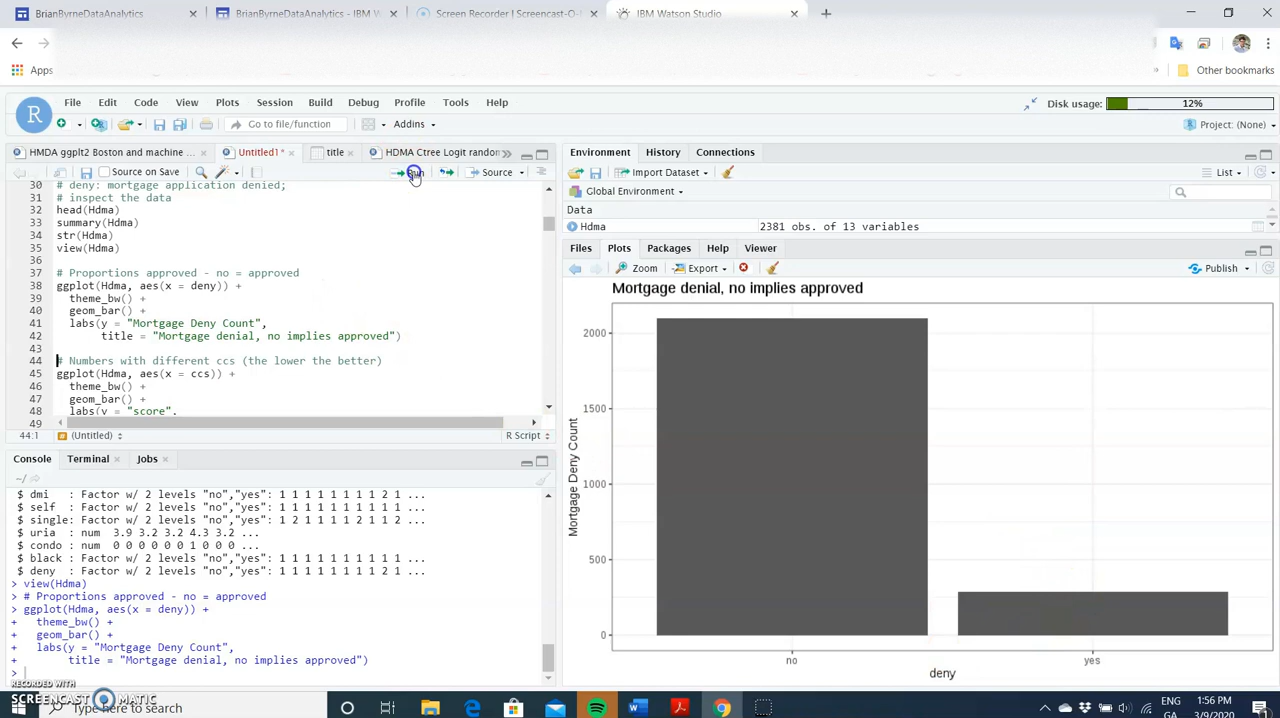 BrianByrneDataAnalytics
BrianByrneDataAnalytics - IBM W
Screen Recorder | Screencast-O-
IBM Watson Studio
Apps
Other bookmarks
R
File Edit Code View Plots Session Build Debug Profile Tools Help
Disk usage: 12%
Go to file/function
Addins
Project: (None)
HMDA ggplt2 Boston and machine ...
Untitled1*
title
HDMA Ctree Logit random
Source on Save
Run
Source
30 # deny: mortgage application denied;
31 # inspect the data
32 head(Hdma)
33 summary(Hdma)
34 str(Hdma)
35 view(Hdma)
36
37 # Proportions approved - no = approved
38 ggplot(Hdma, aes(x = deny)) +
39 theme_bw() +
40 geom_bar() +
41 labs(y = "Mortgage Deny Count",
42 title = "Mortgage denial, no implies approved")
43
44 # Numbers with different ccs (the lower the better)
45 ggplot(Hdma, aes(x = ccs)) +
46 theme_bw() +
47 geom_bar() +
48 labs(y = "score",
49
44:1 (Untitled) R Script
Console Terminal Jobs
~/
$ dmi : Factor w/ 2 levels "no","yes": 1 1 1 1 1 1 1 1 2 1 ...
$ self : Factor w/ 2 levels "no","yes": 1 1 1 1 1 1 1 1 1 1 ...
$ single: Factor w/ 2 levels "no","yes": 1 2 1 1 1 1 2 1 1 2 ...
$ uria : num 3.9 3.2 3.2 4.3 3.2 ...
$ condo : num 0 0 0 0 0 0 1 0 0 0 ...
$ black : Factor w/ 2 levels "no","yes": 1 1 1 1 1 1 1 1 1 1 ...
$ deny : Factor w/ 2 levels "no","yes": 1 1 1 1 1 1 1 1 2 1 ...
> view(Hdma)
> # Proportions approved - no = approved
> ggplot(Hdma, aes(x = deny)) +
+ theme_bw() +
+ geom_bar() +
+ labs(y = "Mortgage Deny Count",
+ title = "Mortgage denial, no implies approved")
>
Environment History Connections
Import Dataset
List
Global Environment
Data
Hdma 2381 obs. of 13 variables
Files Plots Packages Help Viewer
Zoom Export Publish
Mortgage denial, no implies approved
Mortgage Deny Count
2000
1500
1000
500
0
no yes
deny
RECORDED WITH
SCREENCAST MATIC
Type here to search
ENG
GA
1:56 PM
3/9/2020